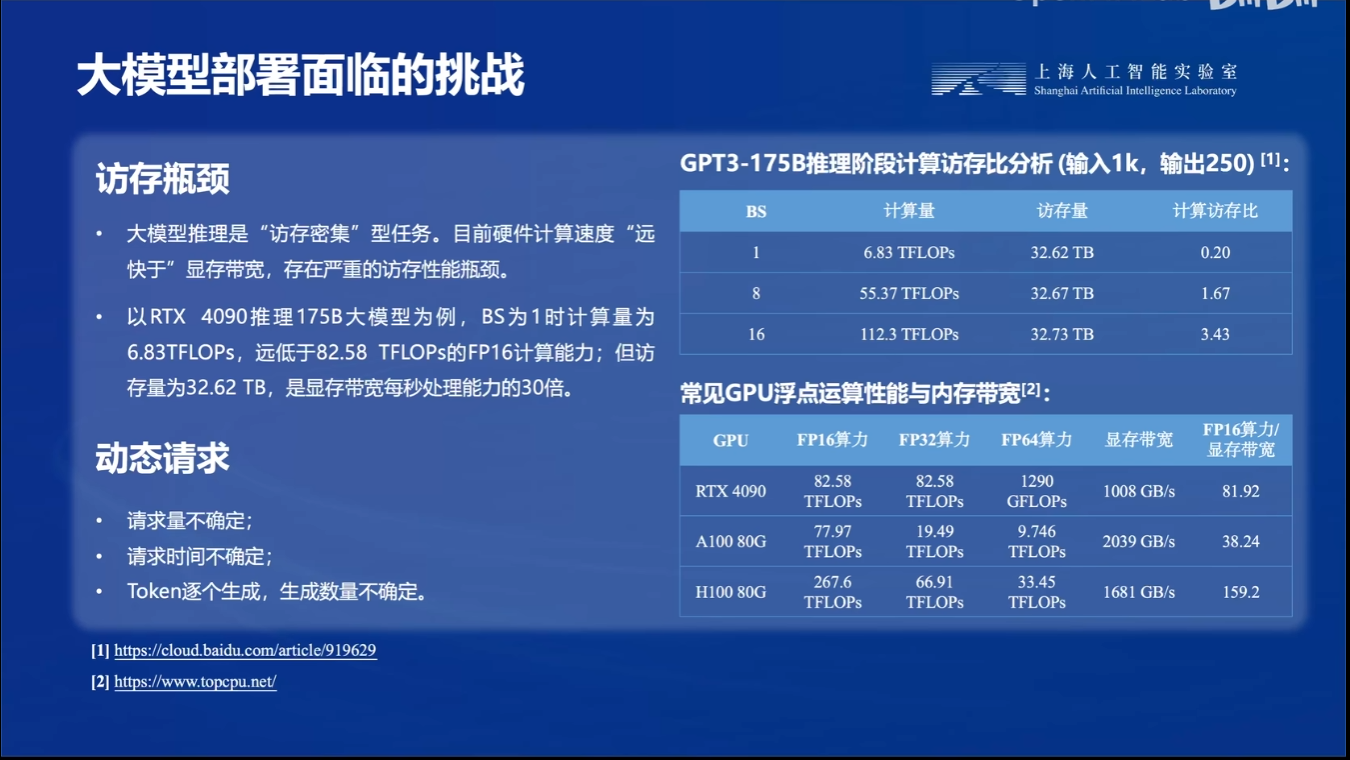 大模型部署面临的挑战
上海人工智能实验室
Shanghai Artificial Intelligence Laboratory
访存瓶颈
• 大模型推理是“访存密集”型任务。目前硬件计算速度“远
快于”显存带宽，存在严重的访存性能瓶颈。
• 以RTX 4090推理175B大模型为例，BS为1时计算量为
6.83TFLOPs，远低于82.58 TFLOPs的FP16计算能力；但访
存量为32.62 TB，是显存带宽每秒处理能力的30倍。
动态请求
• 请求量不确定；
• 请求时间不确定；
• Token逐个生成，生成数量不确定。
GPT3-175B推理阶段计算访存比分析 (输入1k，输出250) [1]：
BS 计算量 访存量 计算访存比
1 6.83 TFLOPs 32.62 TB 0.20
8 55.37 TFLOPs 32.67 TB 1.67
16 112.3 TFLOPs 32.73 TB 3.43
常见GPU浮点运算性能与内存带宽[2]：
GPU FP16算力 FP32算力 FP64算力 显存带宽 FP16算力/
显存带宽
RTX 4090 82.58 TFLOPs 82.58 TFLOPs 1290 GFLOPs 1008 GB/s 81.92
A100 80G 77.97 TFLOPs 19.49 TFLOPs 9.746 TFLOPs 2039 GB/s 38.24
H100 80G 267.6 TFLOPs 66.91 TFLOPs 33.45 TFLOPs 1681 GB/s 159.2
[1] https://cloud.baidu.com/article/919629
[2] https://www.topcpu.net/